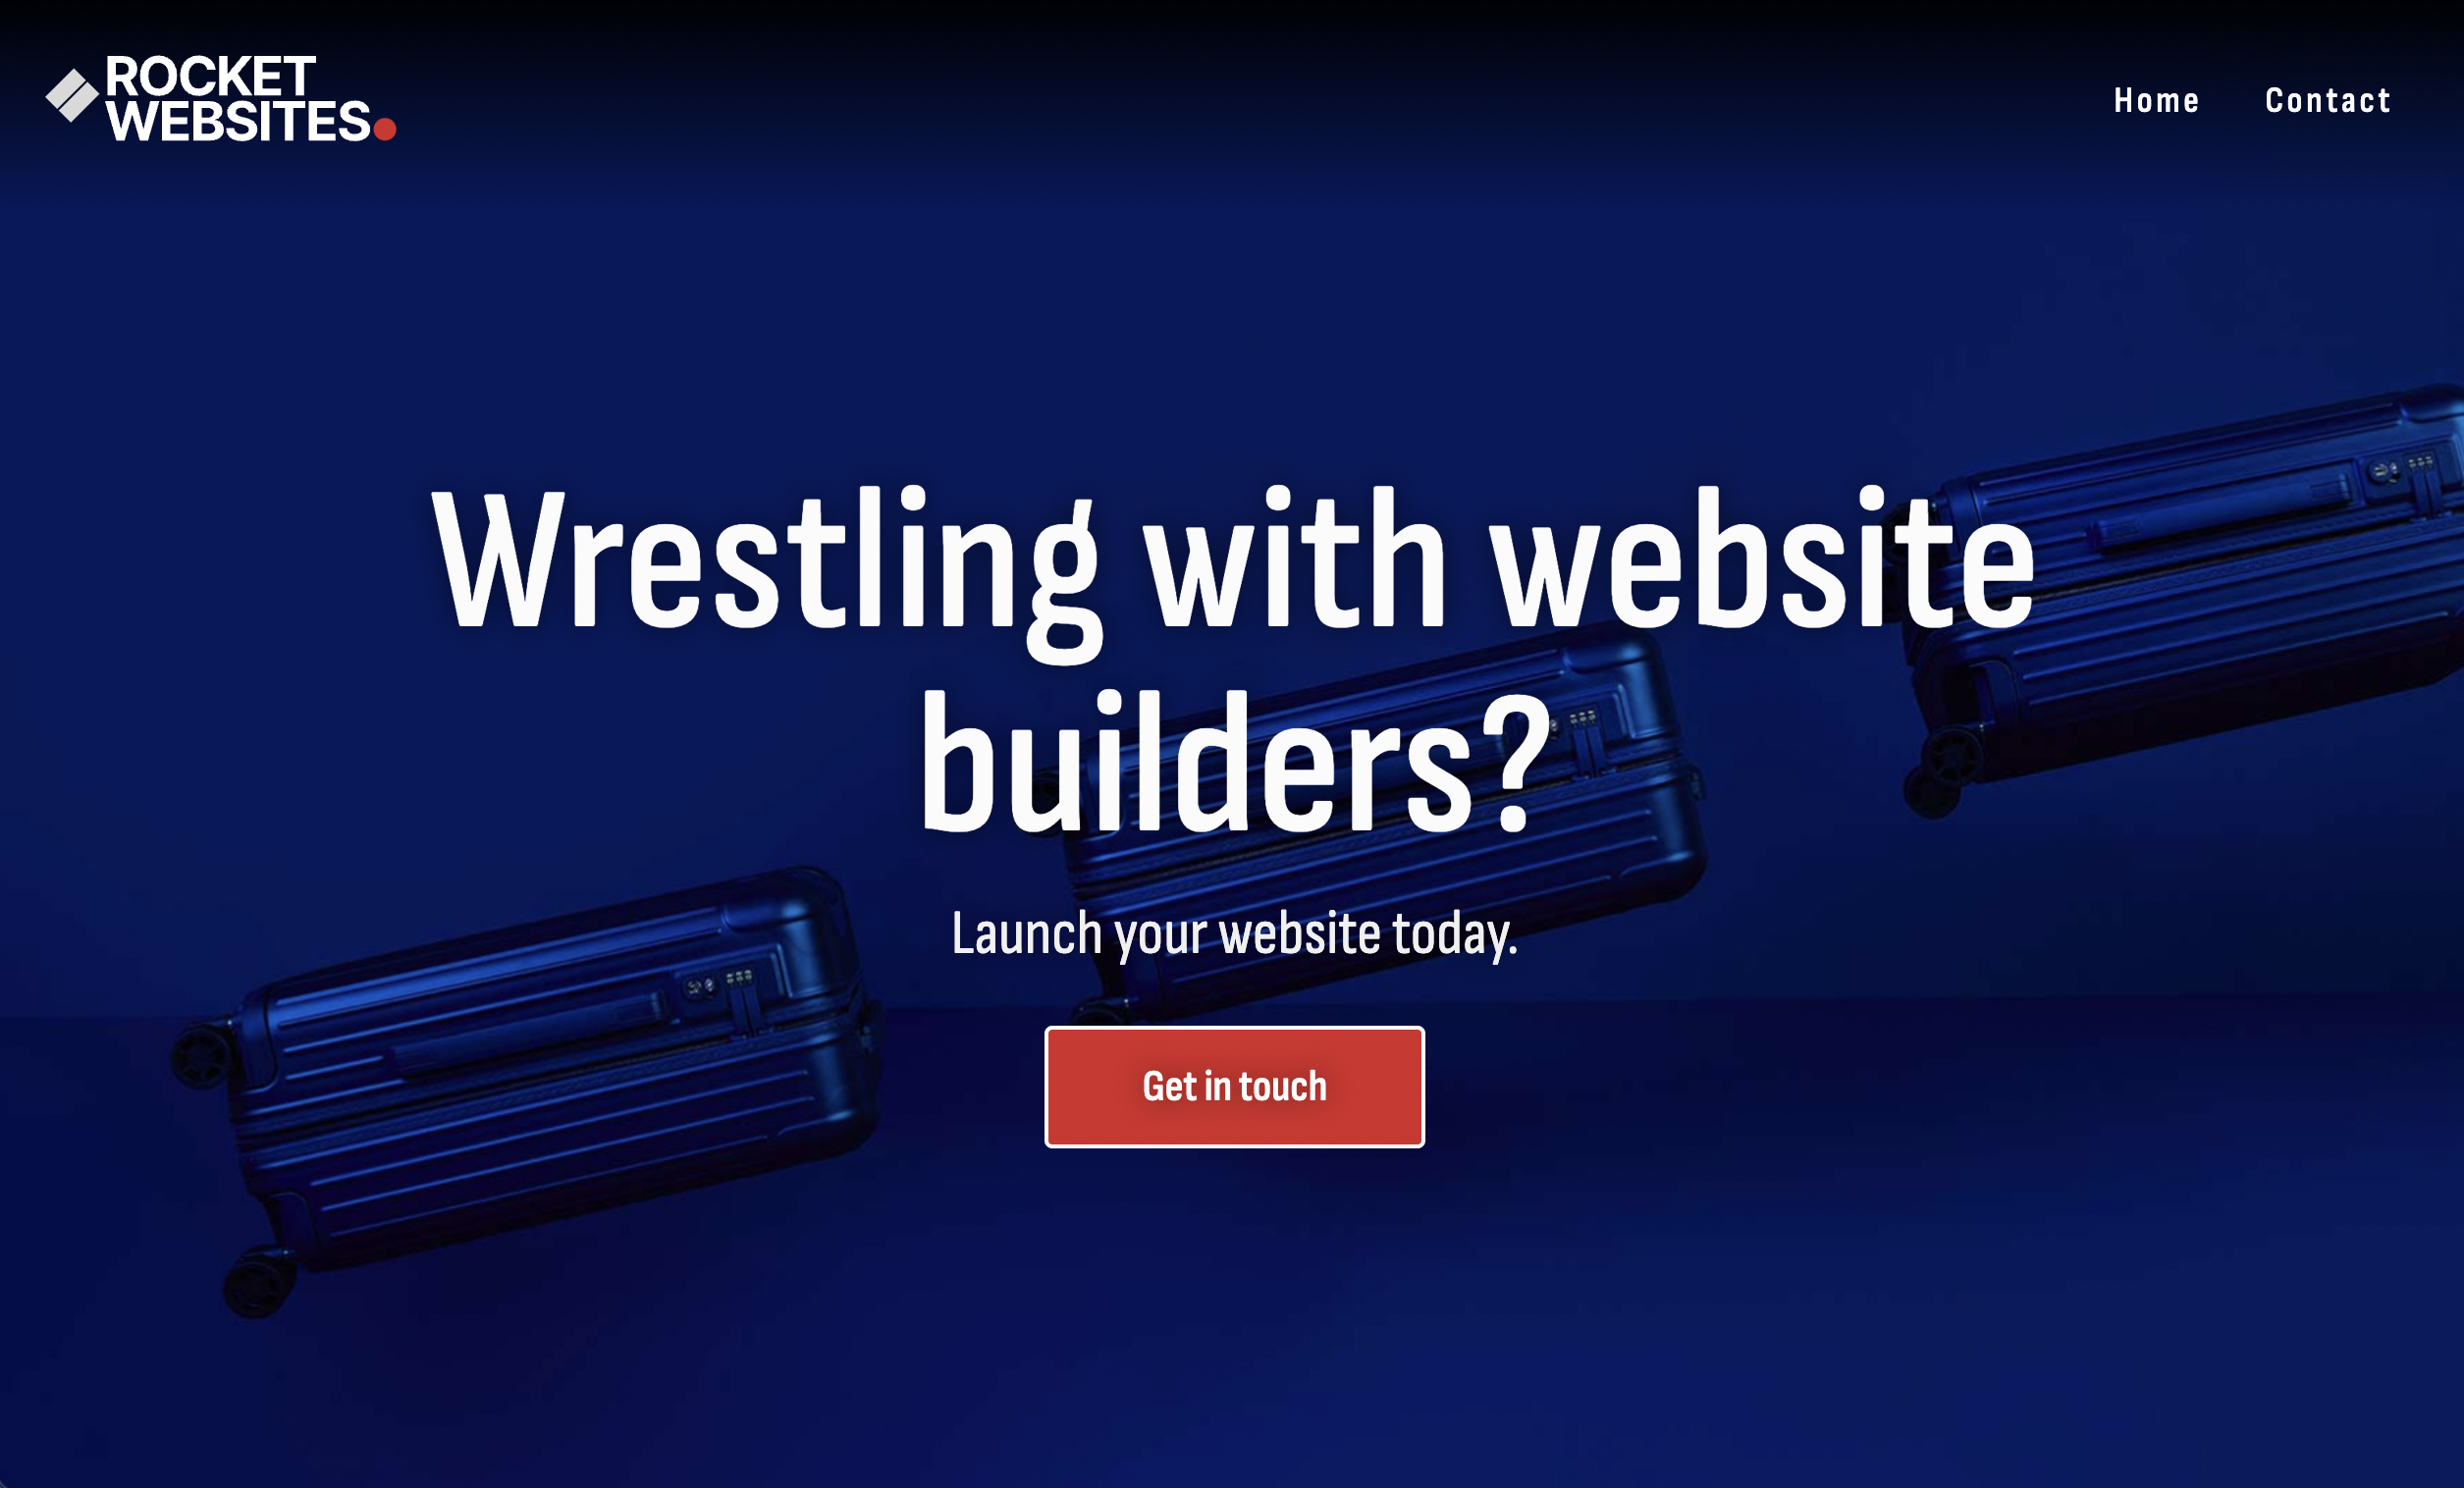 ROCKET
WEBSITES
Home
Contact
Wrestling with website
builders?
Launch your website today.
Get in touch